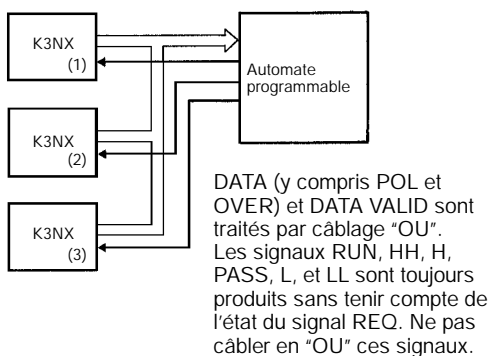 K3NX
(1)
Automate
programmable
K3NX
(2)
K3NX
(3)
DATA (y compris POL et
OVER) et DATA VALID sont
traités par câblage "OU".
Les signaux RUN, HH, H,
PASS, L, et LL sont toujours
produits sans tenir compte de
l'état du signal REQ. Ne pas
câbler en "OU" ces signaux.